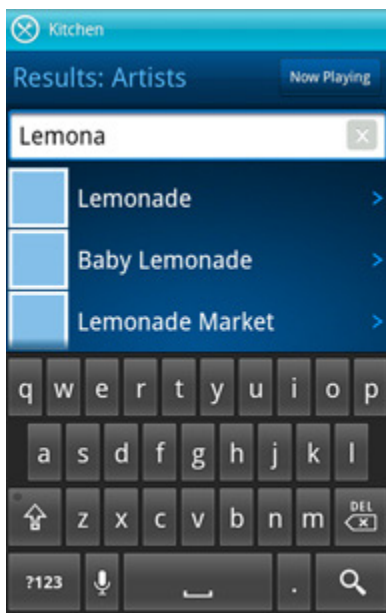 Kitchen
Results: Artists Now Playing
Lemona
Lemonade >
Baby Lemonade >
Lemonade Market >
q w e r t y u i o p
a s d f g h j k l
z x c v b n m DEL
?123 .